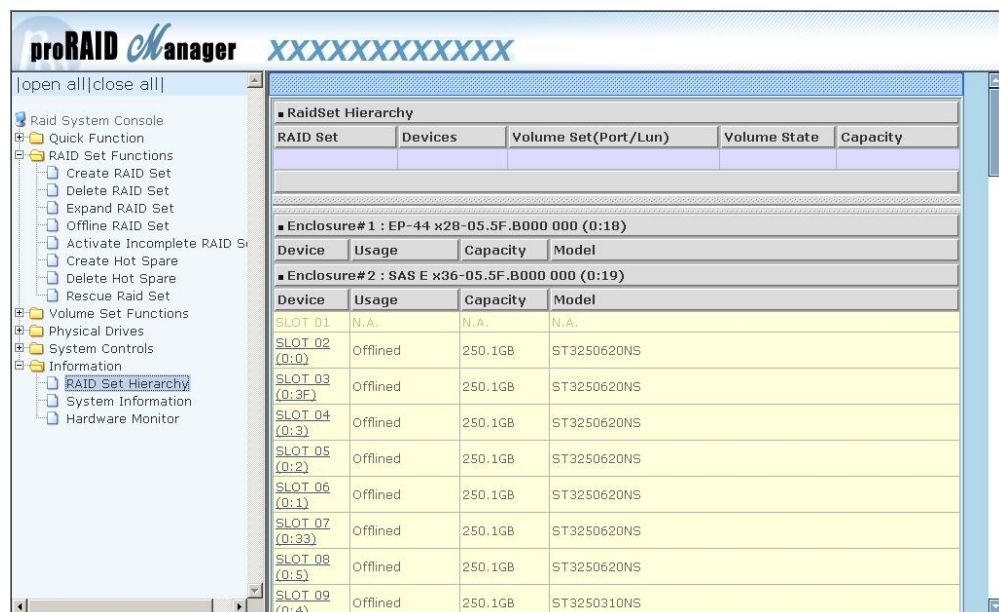 proRAID Manager XXXXXXXXXXXX
|open all|close all|
Raid System Console
Quick Function
RAID Set Functions
Create RAID Set
Delete RAID Set
Expand RAID Set
Offline RAID Set
Activate Incomplete RAID
Create Hot Spare
Delete Hot Spare
Rescue Raid Set
Volume Set Functions
Physical Drives
System Controls
Information
RAID Set Hierarchy
System Information
Hardware Monitor
RaidSet Hierarchy
RAID Set Devices Volume Set(Port/Lun) Volume State Capacity
Enclosure#1 : EP-44 x28-05.5F.B000 000 (0:18)
Device Usage Capacity Model
Enclosure#2 : SAS E x36-05.5F.B000 000 (0:19)
Device Usage Capacity Model
SLOT 01 N.A. N.A. N.A.
SLOT 02 (0:0) Offlined 250.1GB ST3250620NS
SLOT 03 (0:3F) Offlined 250.1GB ST3250620NS
SLOT 04 (0:3) Offlined 250.1GB ST3250620NS
SLOT 05 (0:2) Offlined 250.1GB ST3250620NS
SLOT 06 (0:1) Offlined 250.1GB ST3250620NS
SLOT 07 (0:33) Offlined 250.1GB ST3250620NS
SLOT 08 (0:5) Offlined 250.1GB ST3250620NS
SLOT 09 (0:4) Offlined 250.1GB ST3250310NS